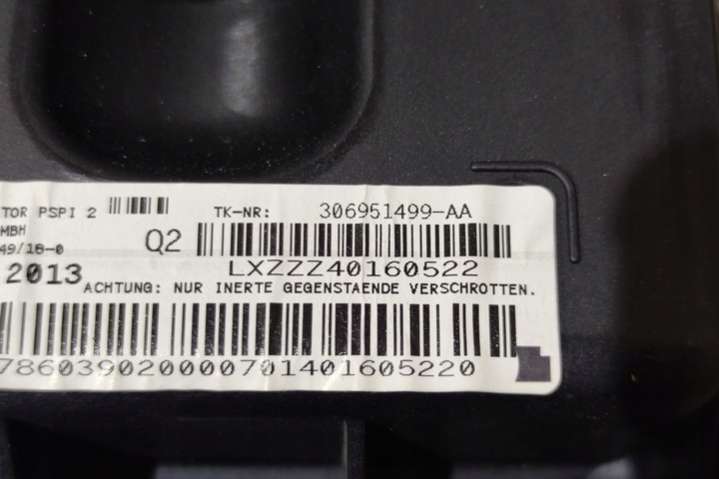 TOR PSPI 2 TK-NR: 306951499-AA
MBH
49/18-0 Q2
2013 LXZZZ40160522
ACHTUNG: NUR INERTE GEGENSTAENDE VERSCHROTTEN.
786039020000701401605220